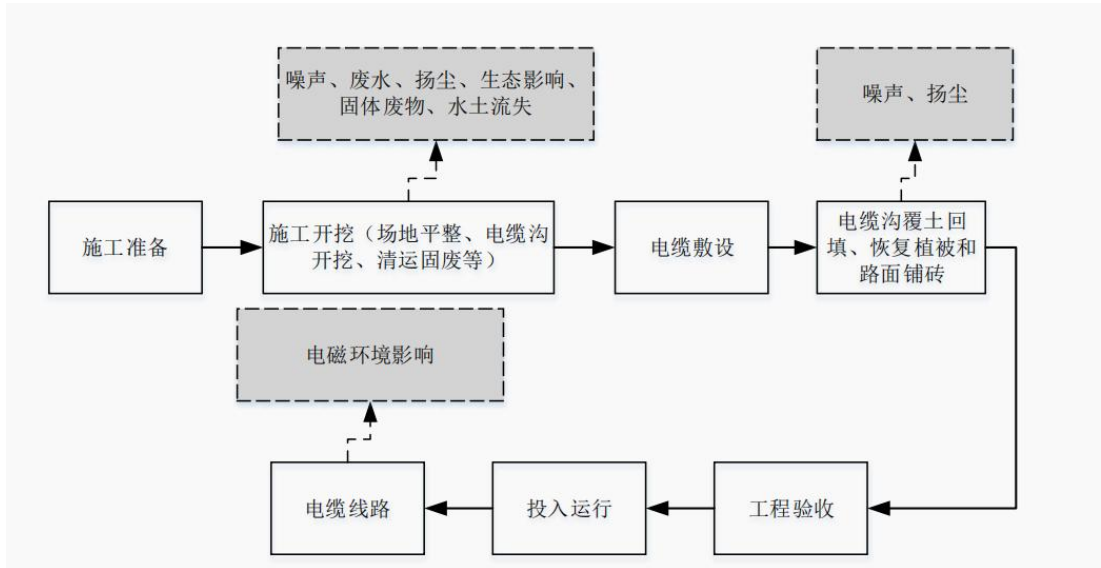 噪声、废水、扬尘、生态影响、
固体废物、水土流失
噪声、扬尘
施工准备
施工开挖（场地平整、电缆沟
开挖、清运固废等）
电缆敷设
电缆沟覆土回
填、恢复植被和
路面铺砖
电磁环境影响
电缆线路
投入运行
工程验收